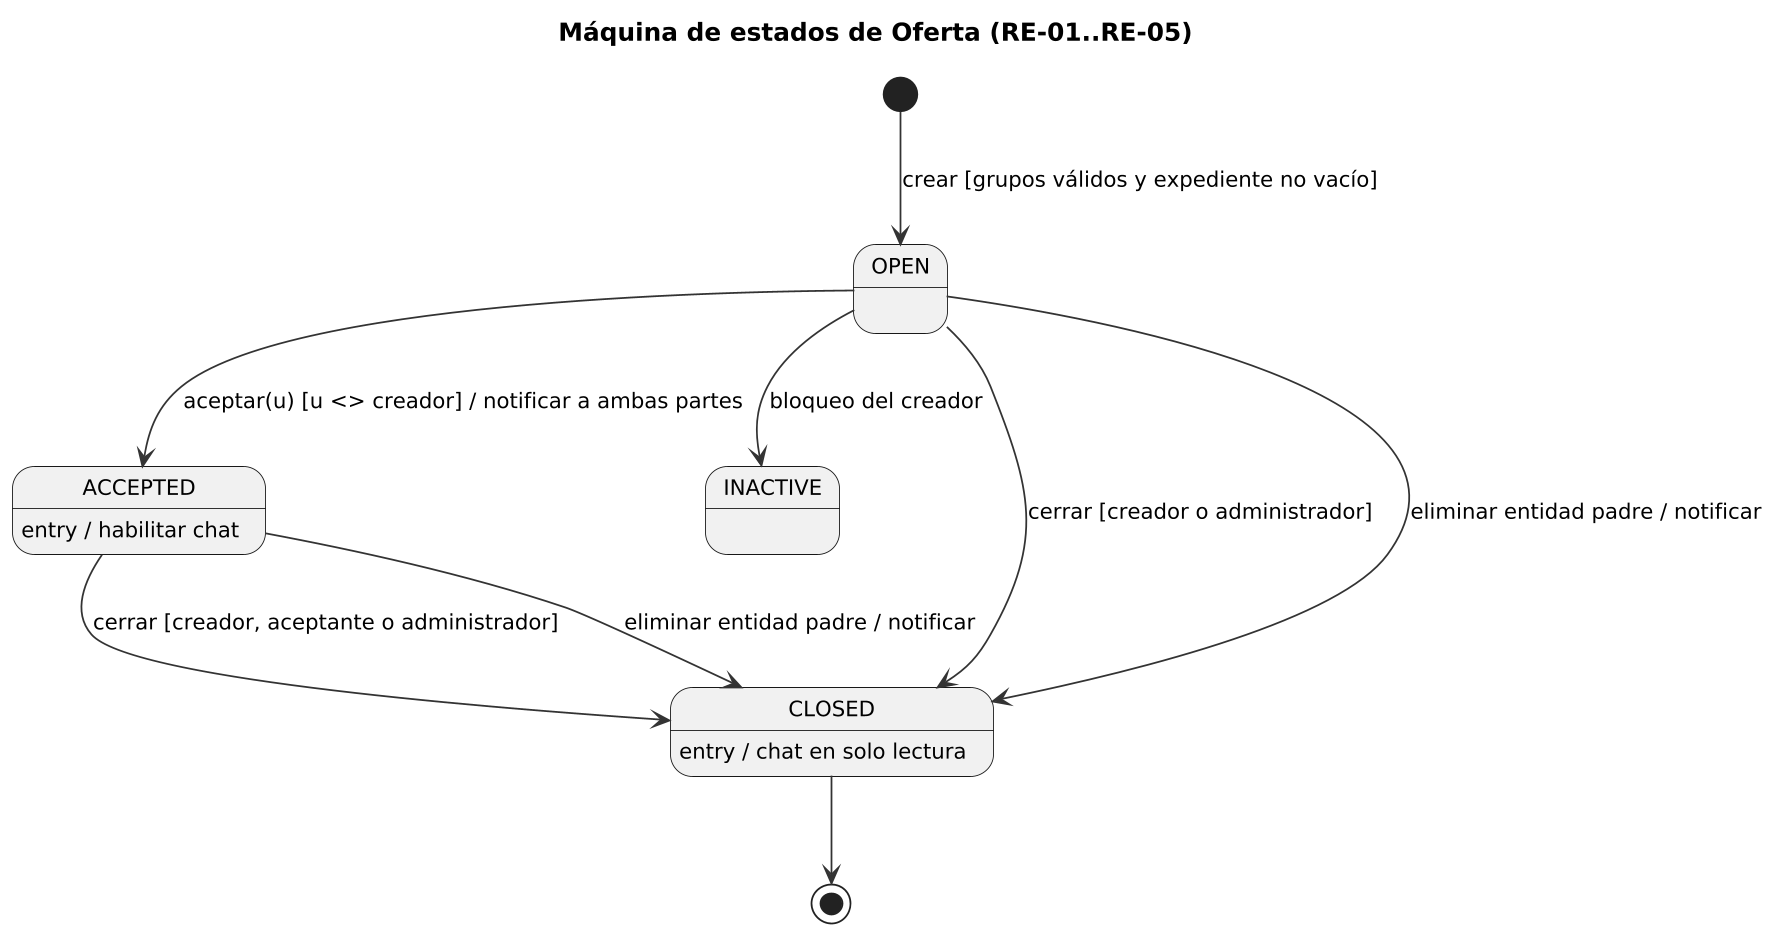 Máquina de estados de Oferta (RE-01..RE-05)
crear [grupos válidos y expediente no vacío]
OPEN
aceptar(u) [u <> creador] / notificar a ambas partes
bloqueo del creador
ACCEPTED
entry / habilitar chat
INACTIVE
cerrar [creador o administrador]
eliminar entidad padre / notificar
cerrar [creador, aceptante o administrador]
eliminar entidad padre / notificar
CLOSED
entry / chat en solo lectura